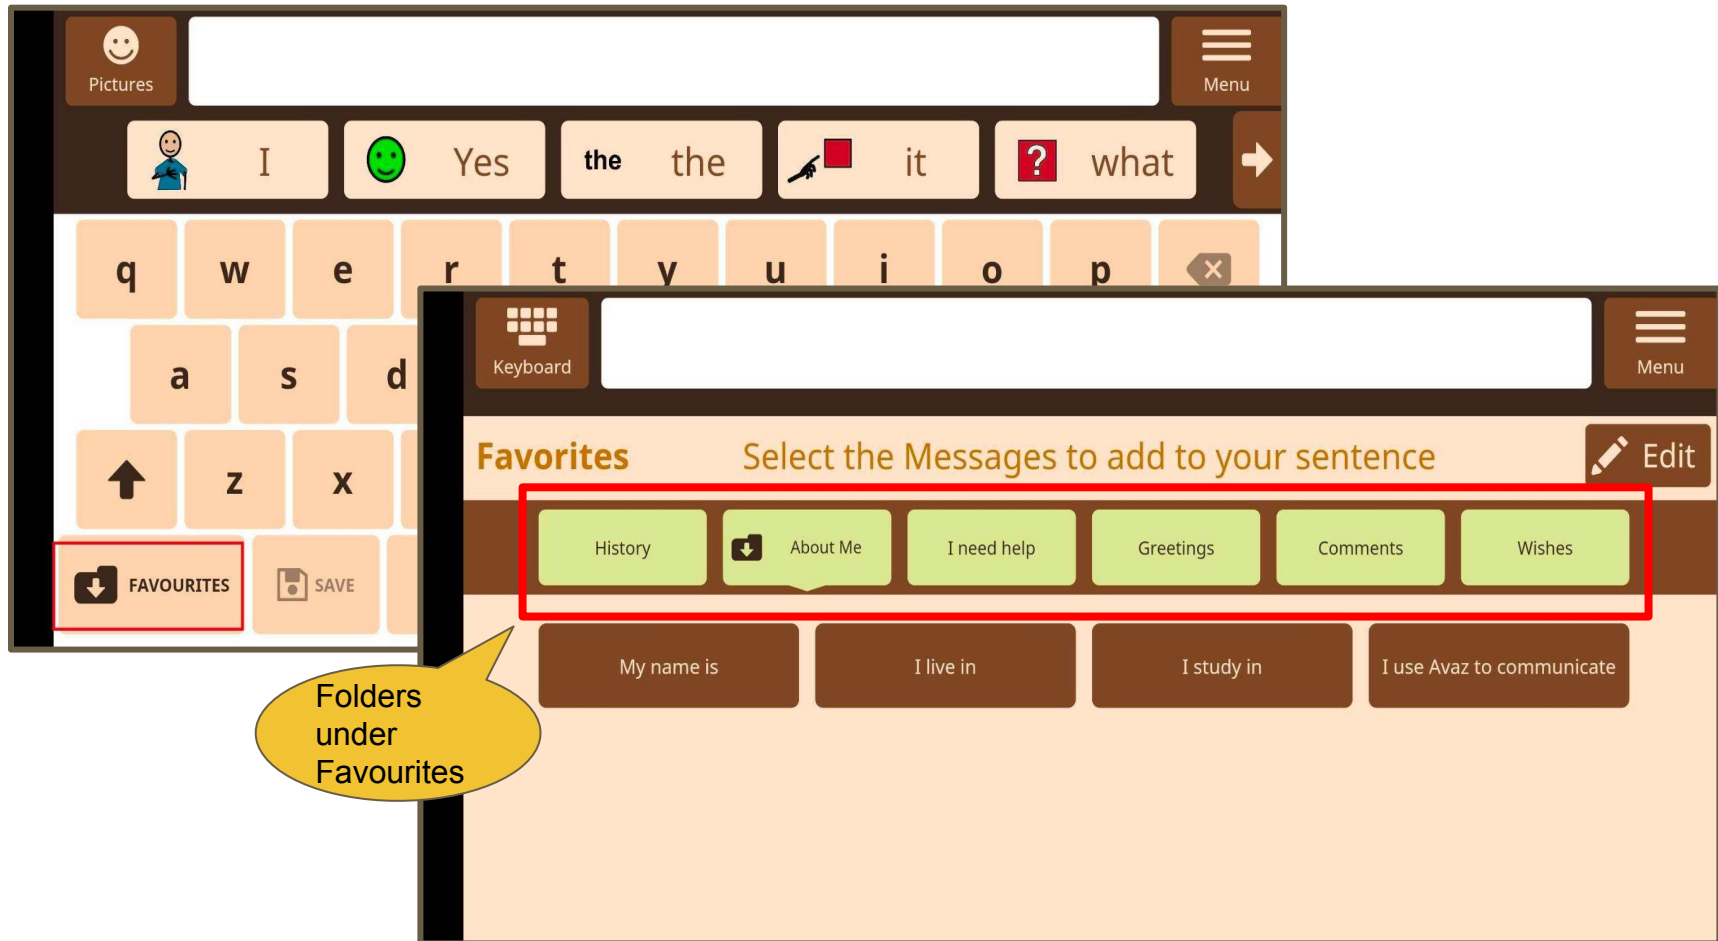 Pictures
Menu
I
Yes
the the
it
? what
q w e r t y u i o p
a s d
z x
FAVOURITES SAVE
Keyboard
Menu
Favorites Select the Messages to add to your sentence Edit
History About Me I need help Greetings Comments Wishes
My name is I live in I study in I use Avaz to communicate
Folders
under
Favourites